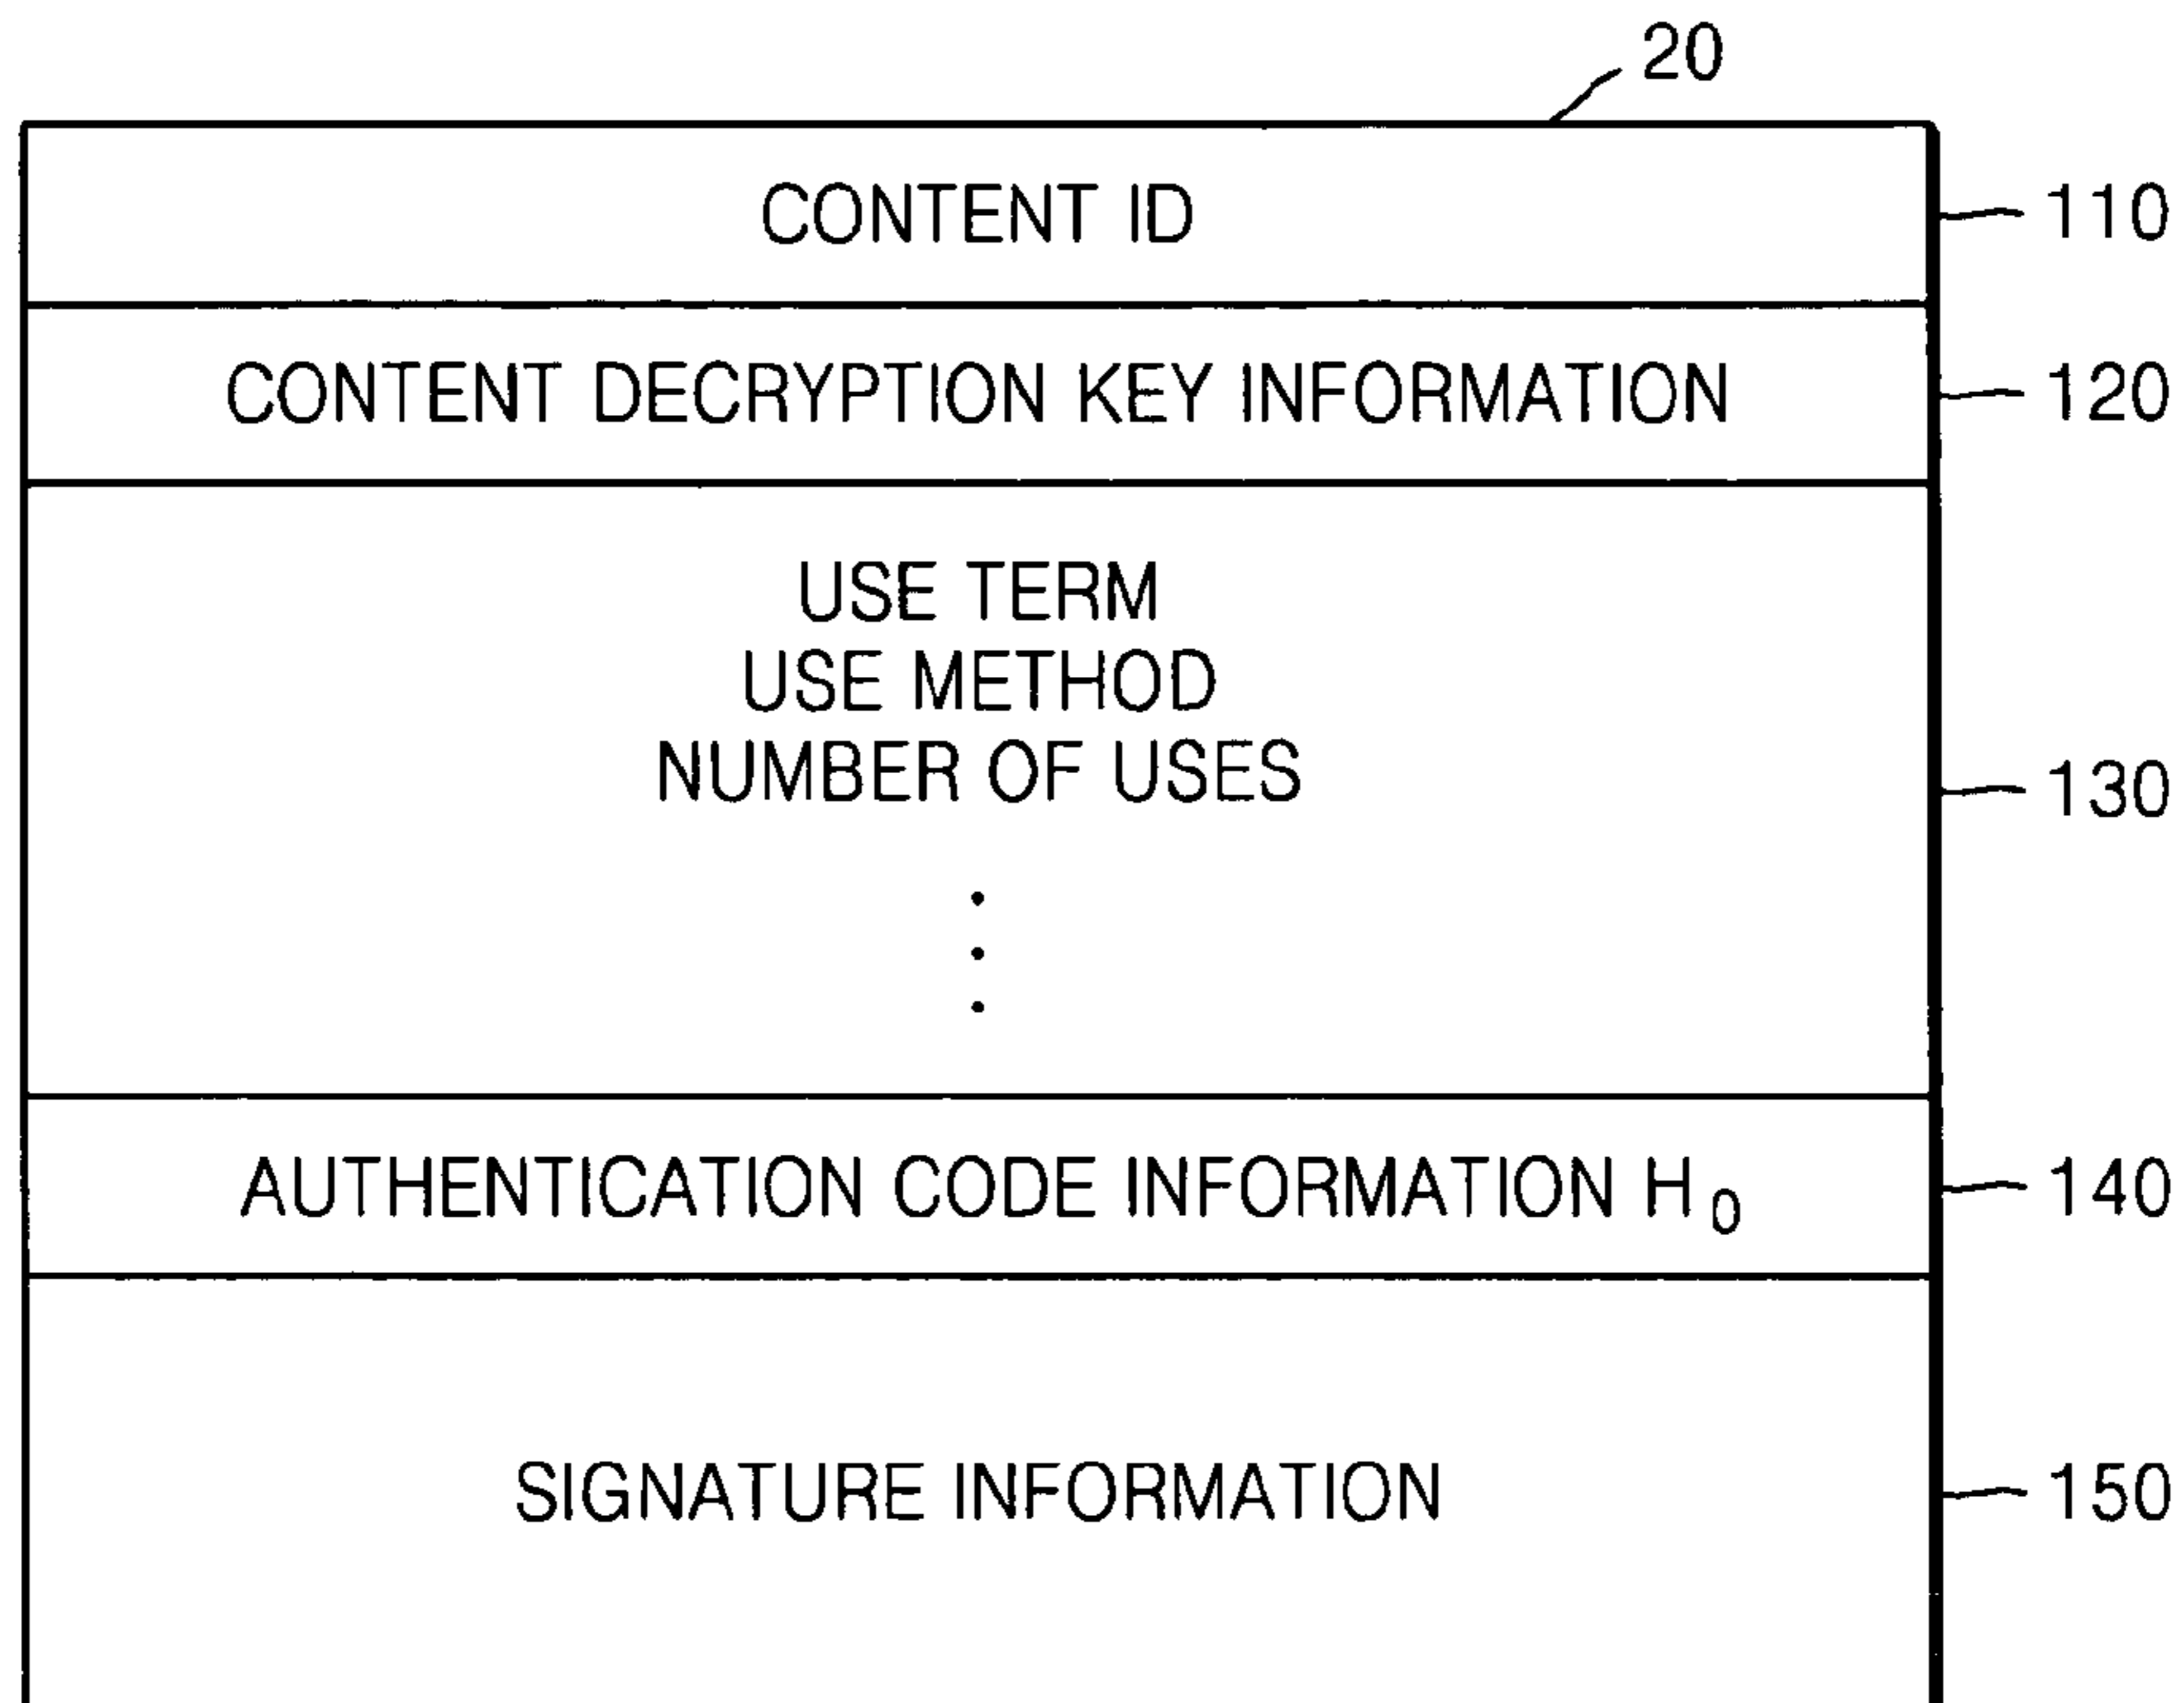 20
CONTENT ID 110
CONTENT DECRYPTION KEY INFORMATION 120
USE TERM
USE METHOD
NUMBER OF USES
130
AUTHENTICATION CODE INFORMATION H₀ 140
SIGNATURE INFORMATION 150